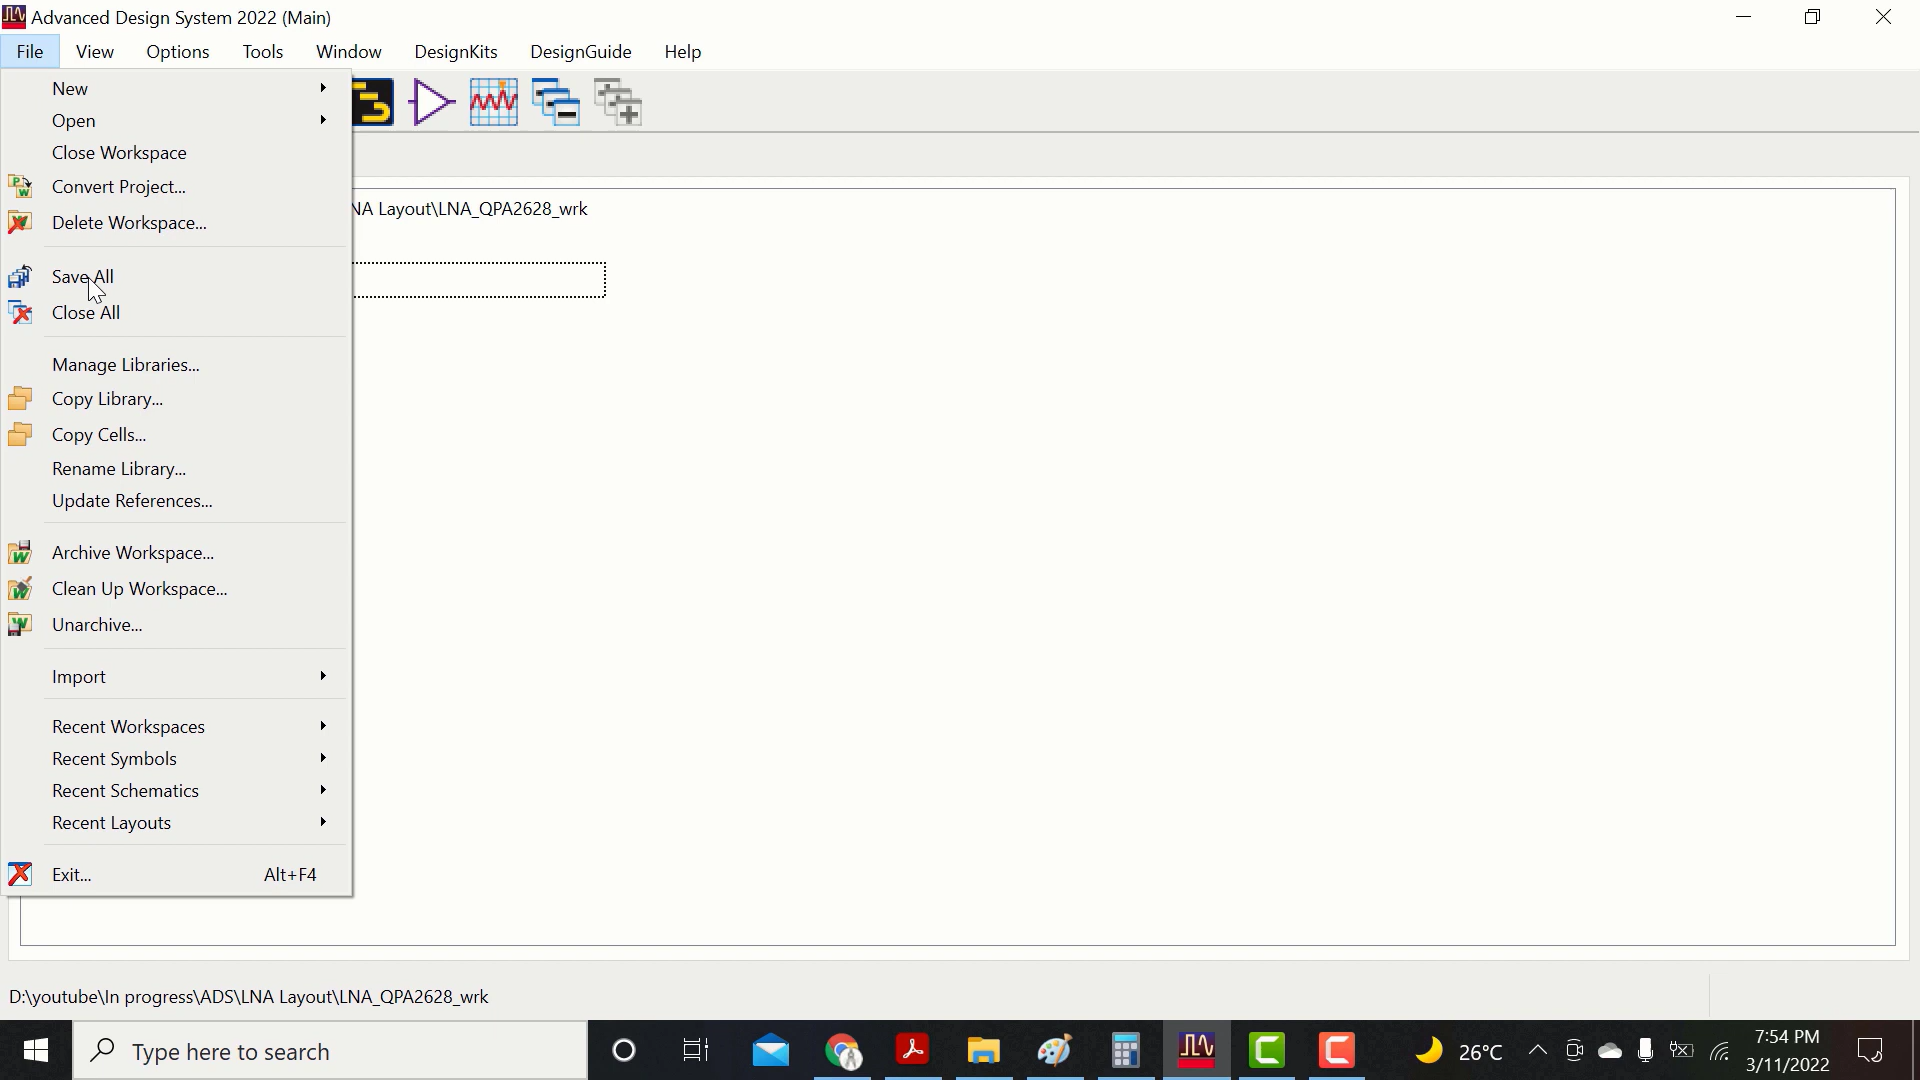 Advanced Design System 2022 (Main)
File View Options Tools Window DesignKits DesignGuide Help
New
Open
Close Workspace
Convert Project...
Delete Workspace...
NA Layout\LNA_QPA2628_wrk
Save All
Close All
Manage Libraries...
Copy Library...
Copy Cells...
Rename Library...
Update References...
Archive Workspace...
Clean Up Workspace...
Unarchive...
Import
Recent Workspaces
Recent Symbols
Recent Schematics
Recent Layouts
Exit... Alt+F4
D:\youtube\In progress\ADS\LNA Layout\LNA_QPA2628_wrk
Type here to search
26°C
7:54 PM
3/11/2022